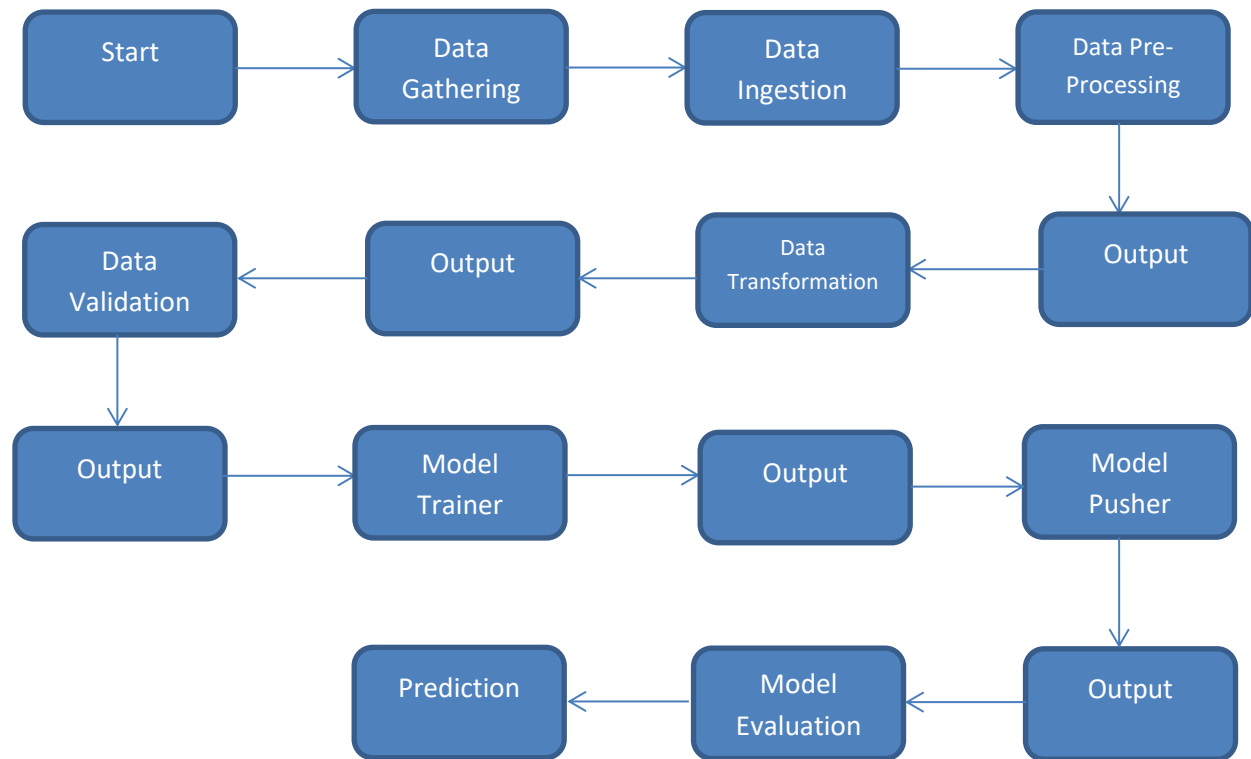 Start
Data
Gathering
Data
Ingestion
Data Pre-
Processing
Output
Data
Transformation
Output
Data
Validation
Output
Model
Trainer
Output
Model
Pusher
Output
Model
Evaluation
Prediction